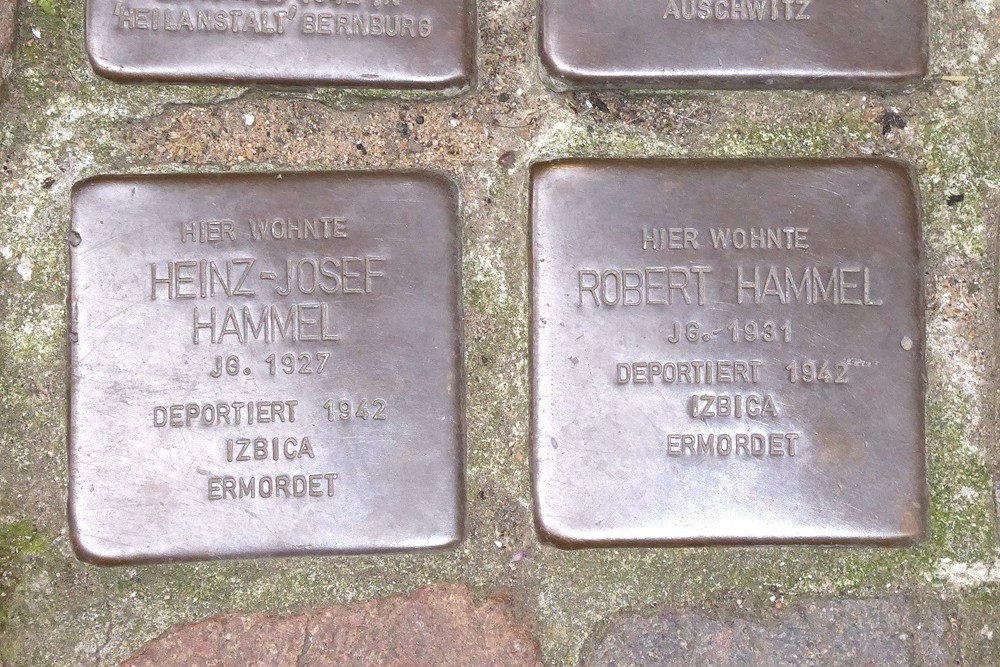 'HEILANSTALT' BERNBURG
AUSCHWITZ
HIER WOHNTE
HEINZ-JOSEF
HAMMEL
JG. 1927
DEPORTIERT 1942
IZBICA
ERMORDET
HIER WOHNTE
ROBERT HAMMEL
JG. 1931
DEPORTIERT 1942
IZBICA
ERMORDET